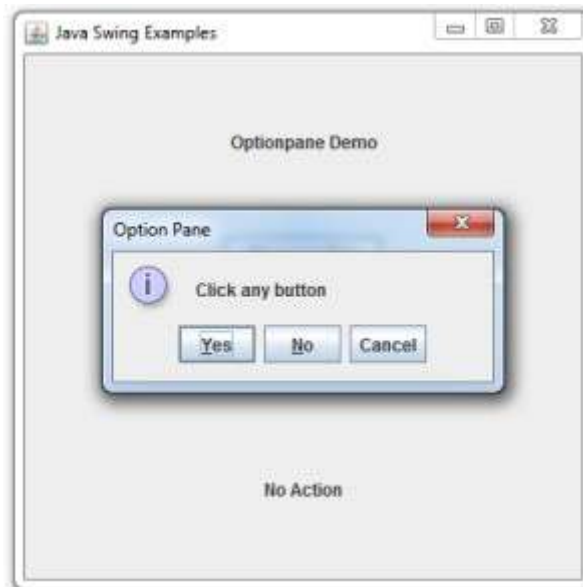 Java Swing Examples
Optionpane Demo
Option Pane
Click any button
Yes No Cancel
No Action